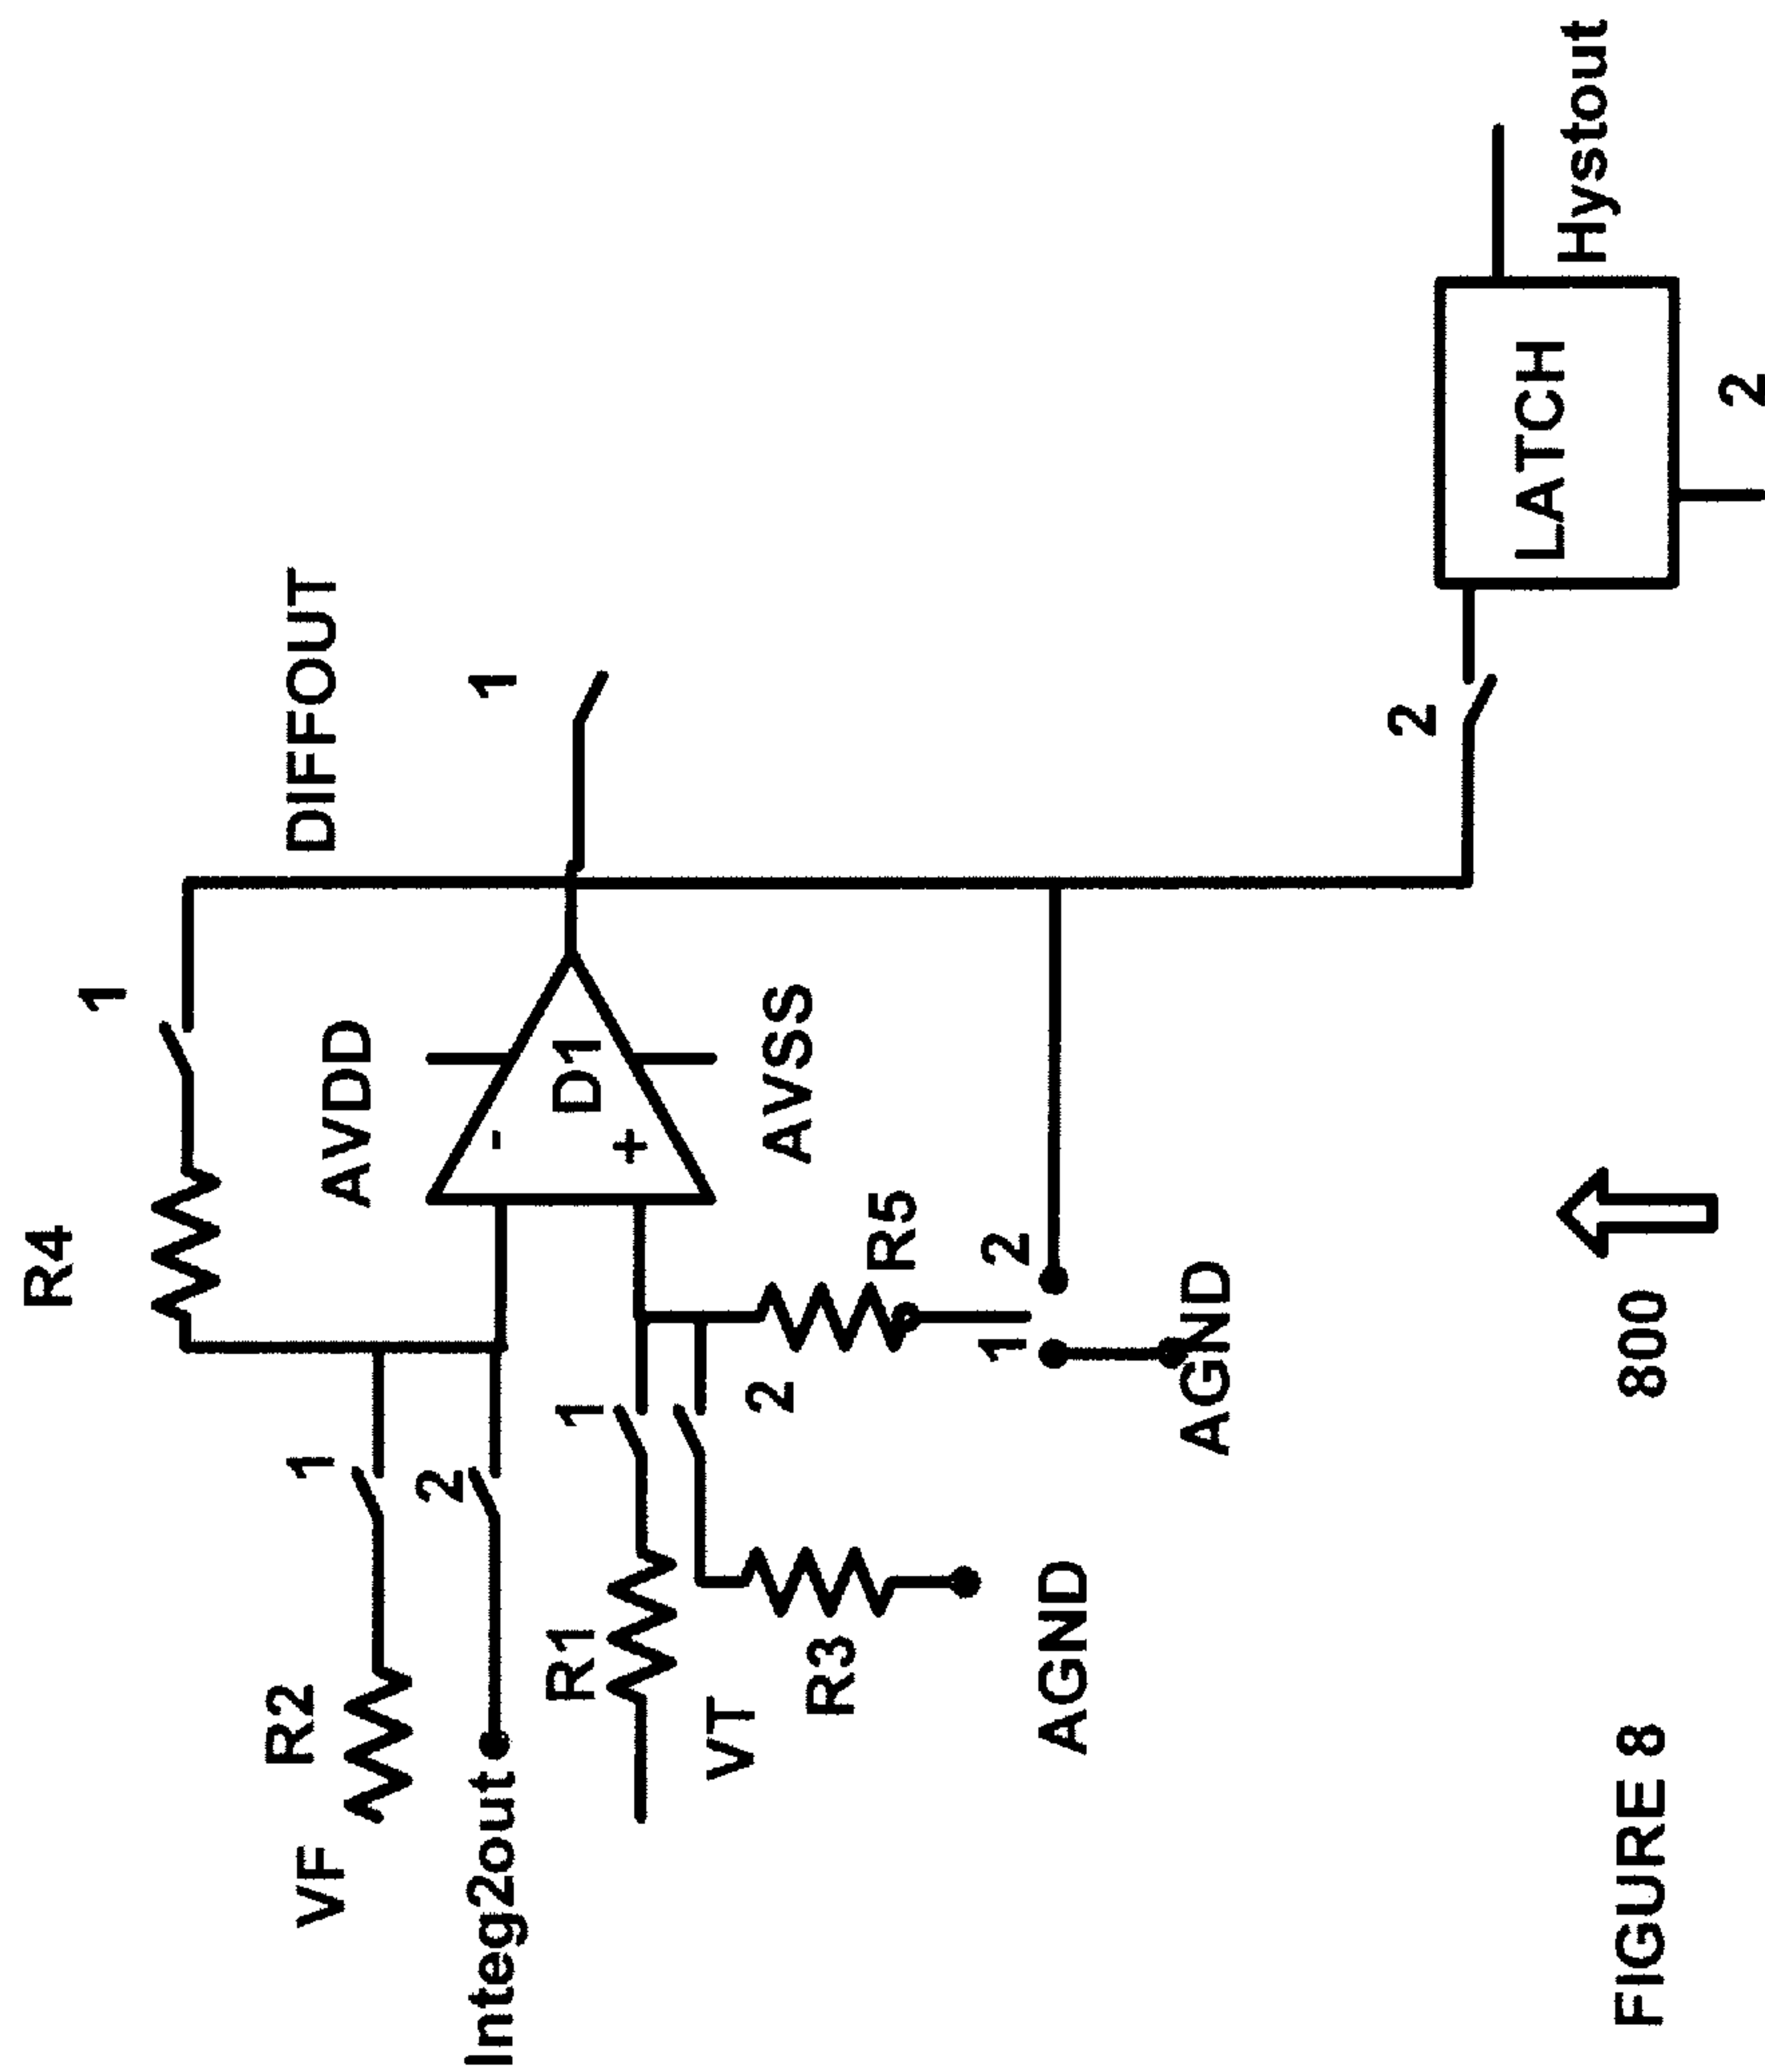 R4
1
DIFFOUT
AVDD
1
R2
1
VF
2
Integ2out
-
D1
+
R1
1
AVSS
VT
2
R3
R5
2
1
AGND
AGND
2
LATCH
Hystout
2
800
FIGURE 8